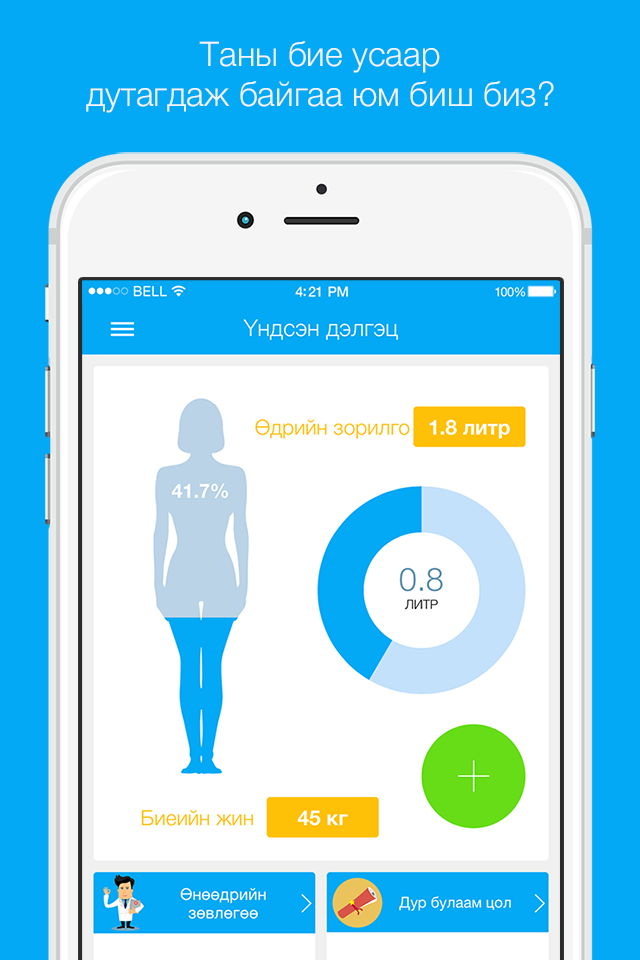 Таны бие усаар
дутагдаж байгаа юм биш биз?
BELL 4:21 PM 100%
Үндсэн дэлгэц
Өдрийн зорилго 1.8 литр
41.7%
0.8
ЛИТР
Биеийн жин 45 кг
Өнөөдрийн
зөвлөгөө
Дур булаам цол